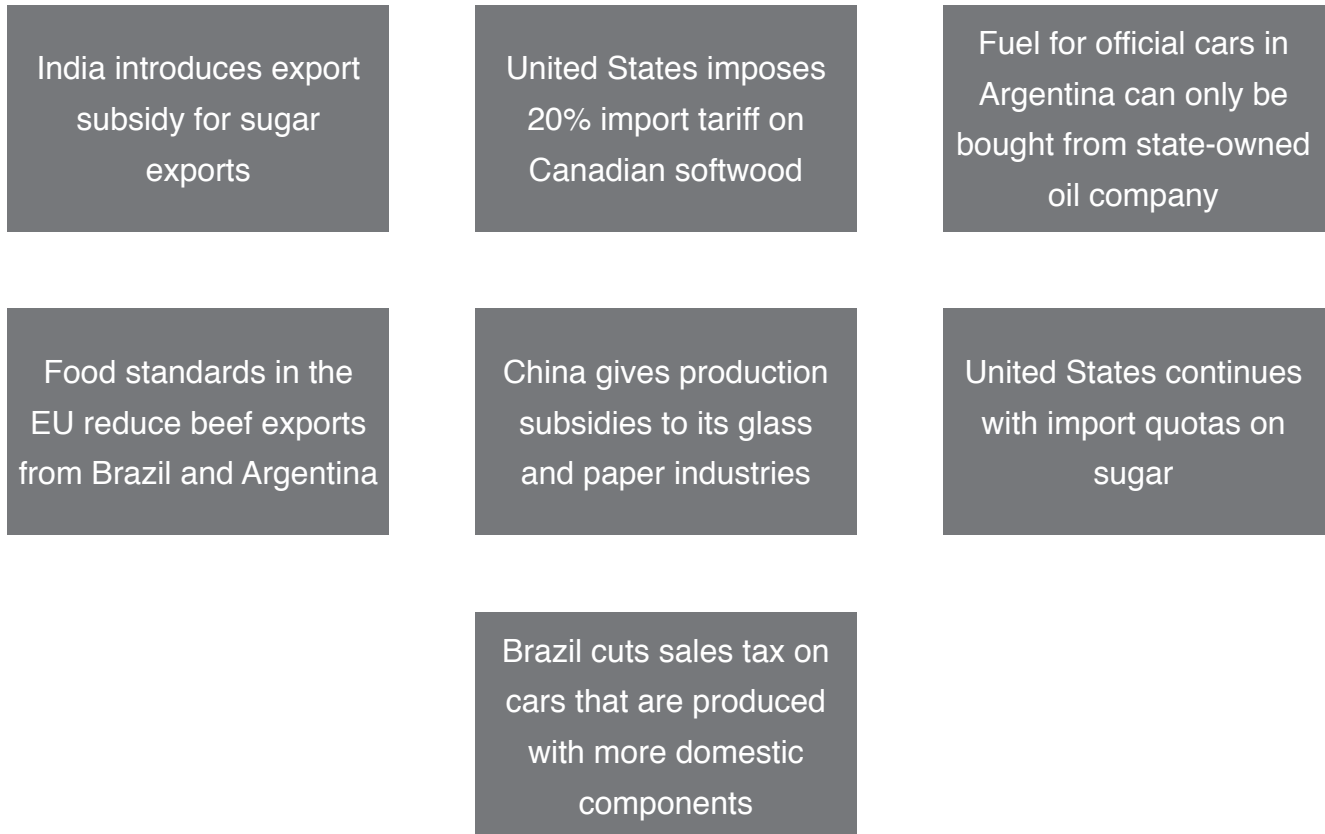 India introduces export
subsidy for sugar
exports
United States imposes
20% import tariff on
Canadian softwood
Fuel for official cars in
Argentina can only be
bought from state-owned
oil company
Food standards in the
EU reduce beef exports
from Brazil and Argentina
China gives production
subsidies to its glass
and paper industries
United States continues
with import quotas on
sugar
Brazil cuts sales tax on
cars that are produced
with more domestic
components